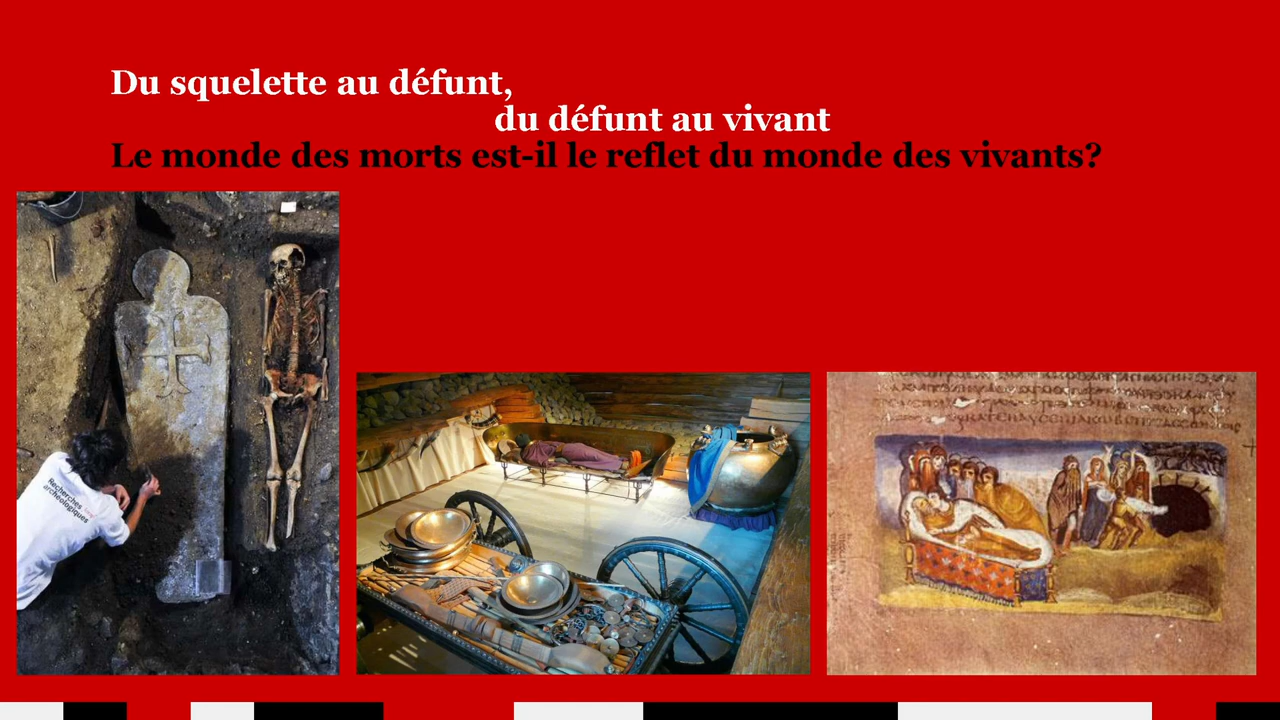 Du squelette au défunt,
du défunt au vivant
Le monde des morts est-il le reflet du monde des vivants?
Recherches
archéologiques